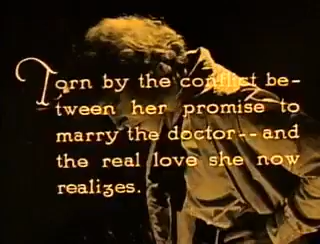 Torn by the conflict be-
tween her promise to
marry the doctor--and
the real love she now
realizes.